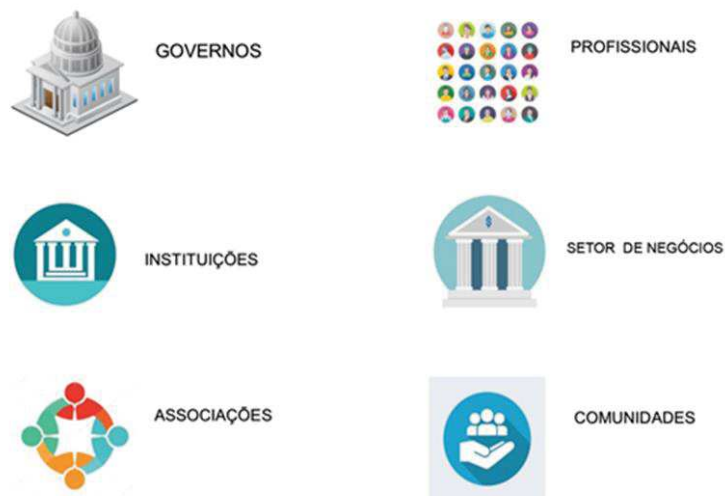 GOVERNOS
PROFISSIONAIS
INSTITUIÇÕES
SETOR DE NEGÓCIOS
$
ASSOCIAÇÕES
COMUNIDADES